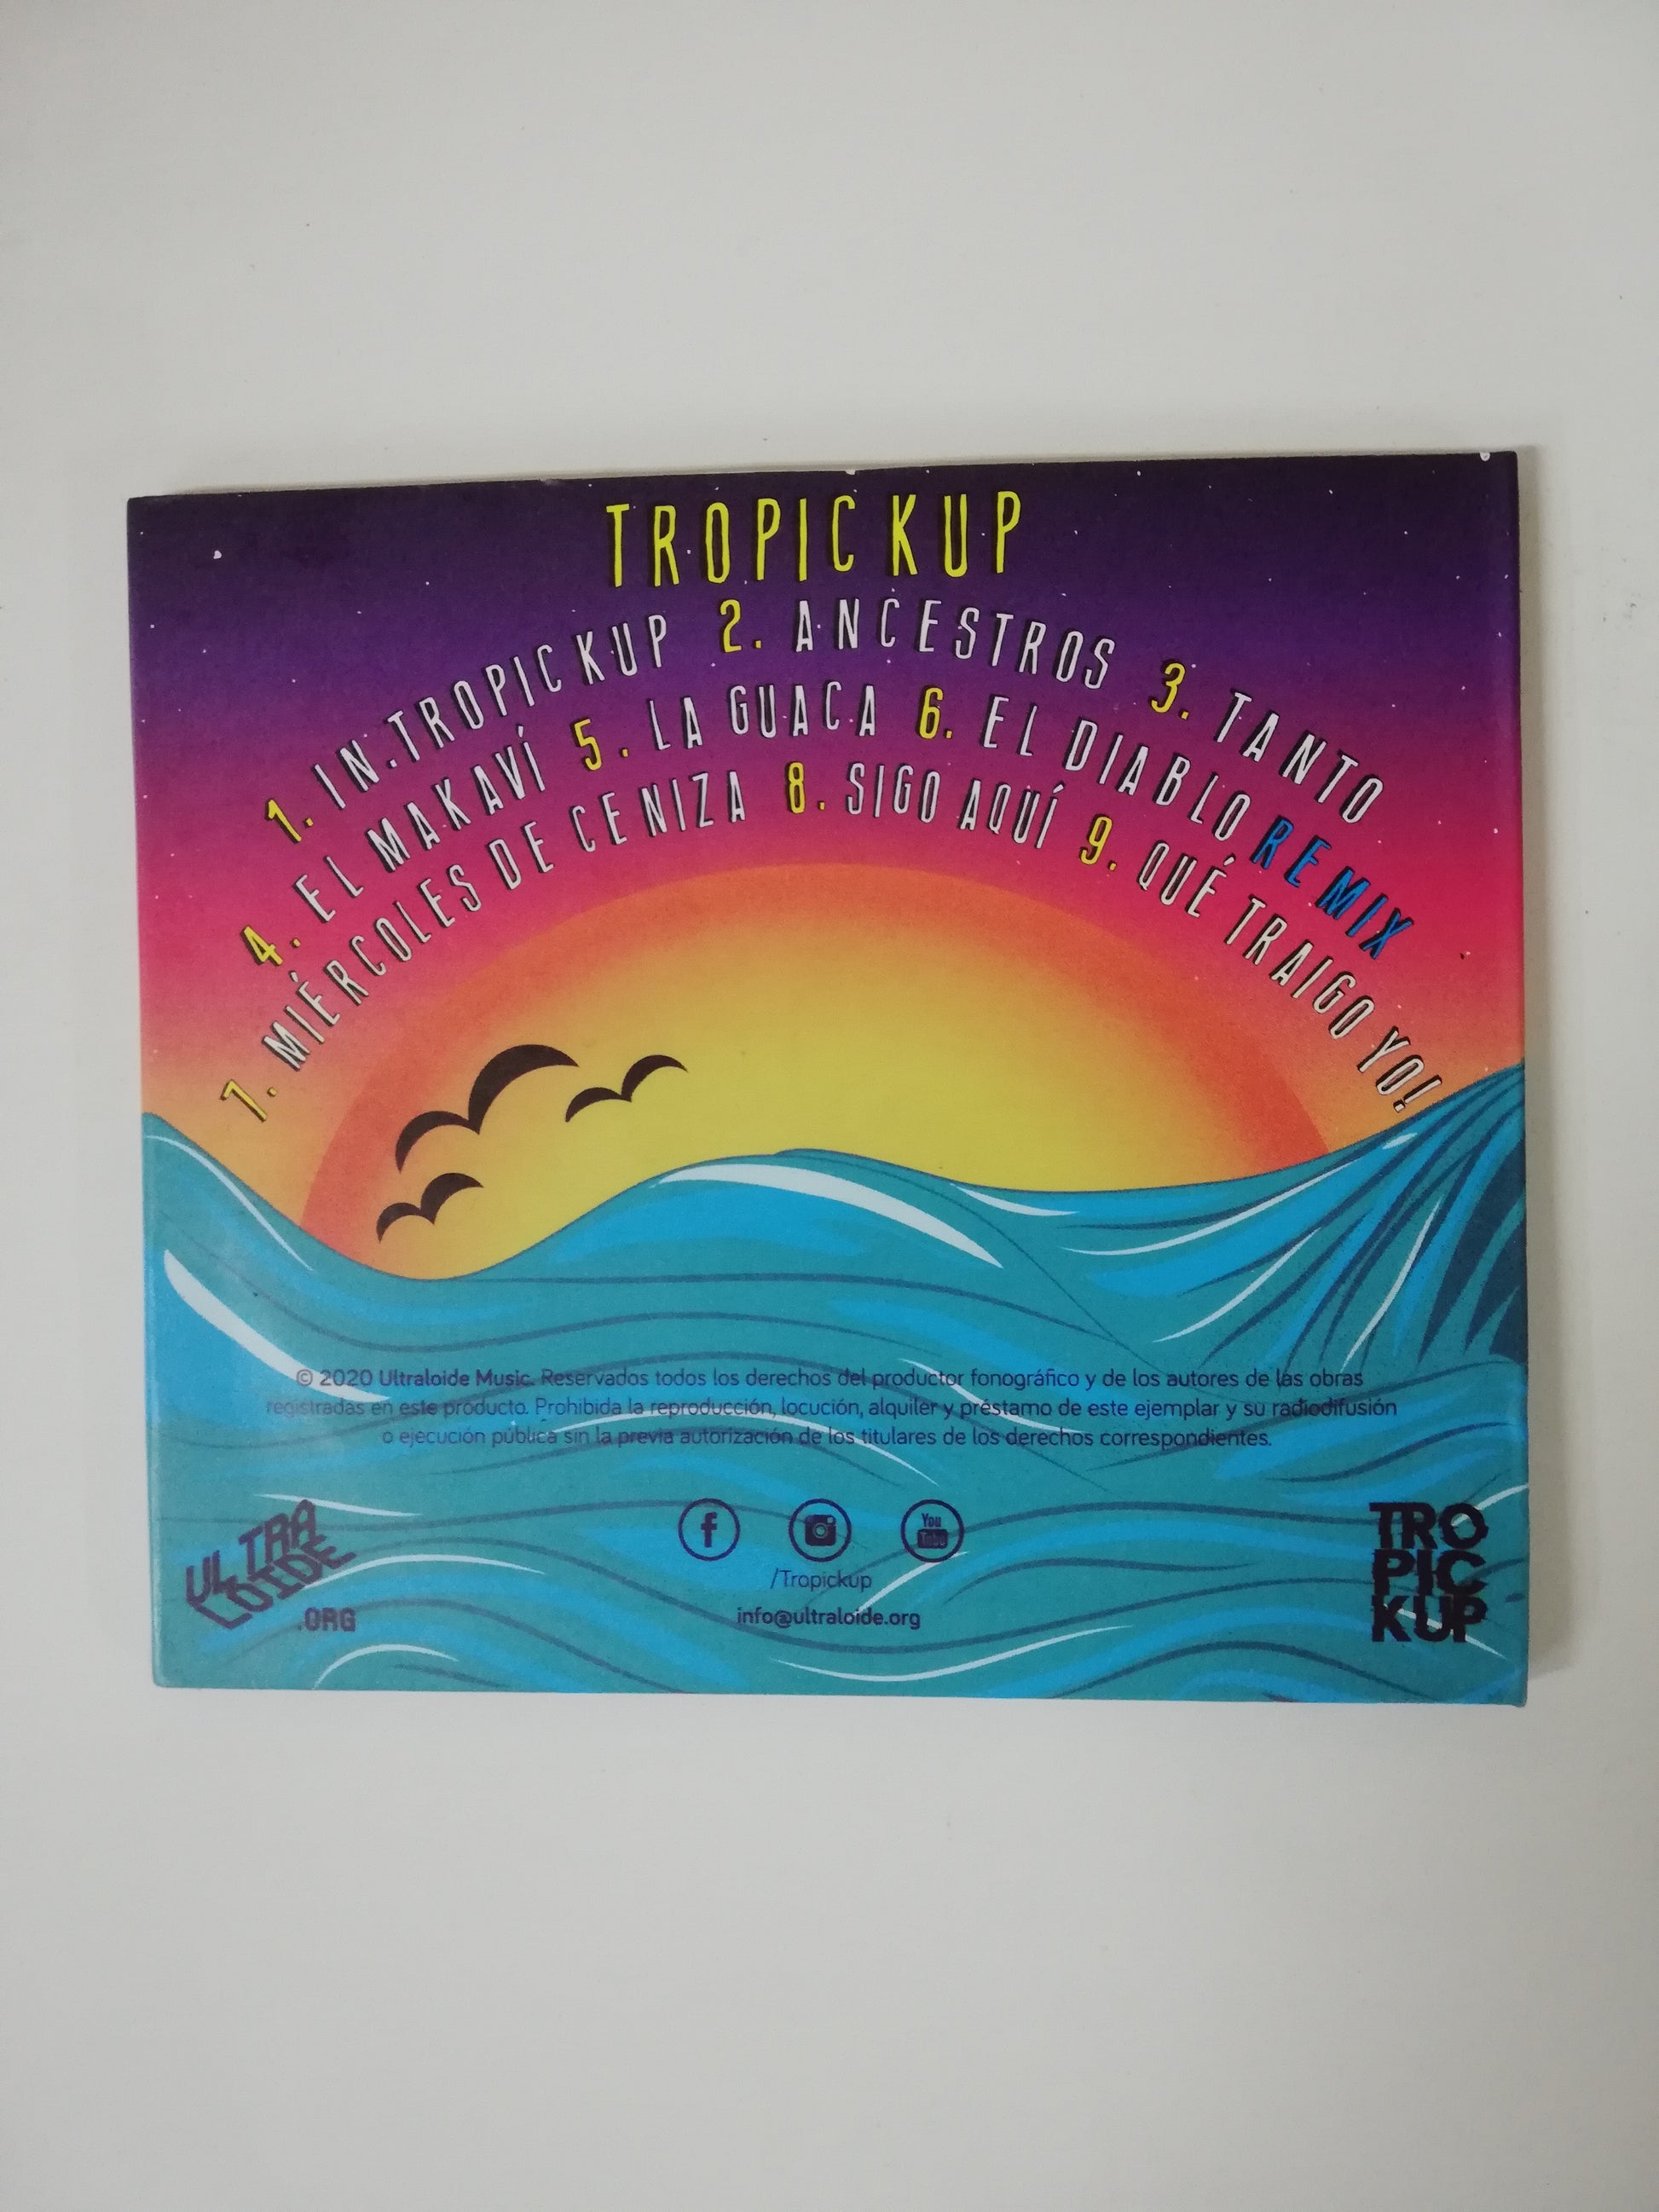 TROPICKUP
1. IN.TROPICKUP 2. ANCESTROS 3. TANTO
4. EL MAKAVÍ 5. LA GUACA 6. EL DIABLO REMIX
7. MIÉRCOLES DE CENIZA 8. SIGO AQUÍ 9. QUÉ TRAIGO YO!
© 2020 Ultraloide Music. Reservados todos los derechos del productor fonográfico y de los autores de las obras
registradas en este producto. Prohibida la reproducción, locución, alquiler y préstamo de este ejemplar y su radiodifusión
o ejecución pública sin la previa autorización de los titulares de los derechos correspondientes.
ULTRA
LOIDE
.ORG
f
You
Tube
/Tropickup
info@ultraloide.org
TRO
PIC
KUP